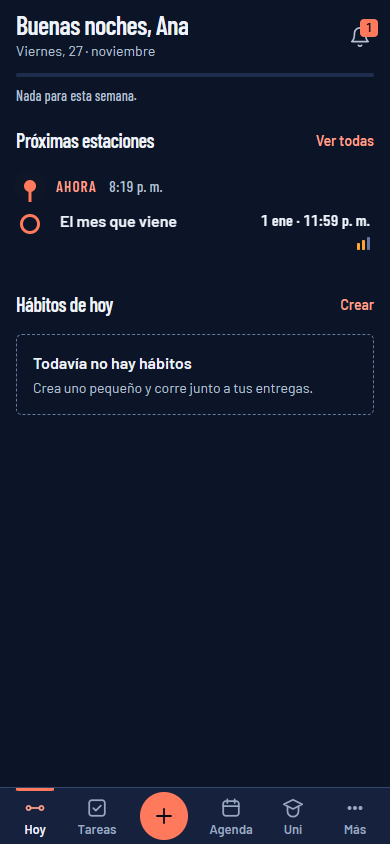 Buenas noches, Ana
1
Viernes, 27 · noviembre
Nada para esta semana.
Próximas estaciones
Ver todas
AHORA 8:19 p. m.
El mes que viene
1 ene · 11:59 p. m.
Hábitos de hoy
Crear
Todavía no hay hábitos
Crea uno pequeño y corre junto a tus entregas.
Hoy
Tareas
Agenda
Uni
Más